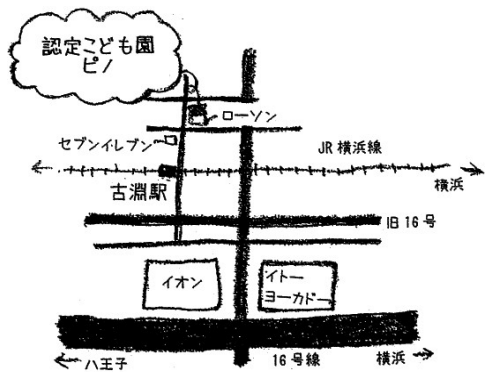 認定こども園
ピノ
ローソン
セブンイレブン
JR 横浜線
横浜
古淵駅
旧 16 号
イオン
イトー
ヨーカドー
八王子
16 号線
横浜